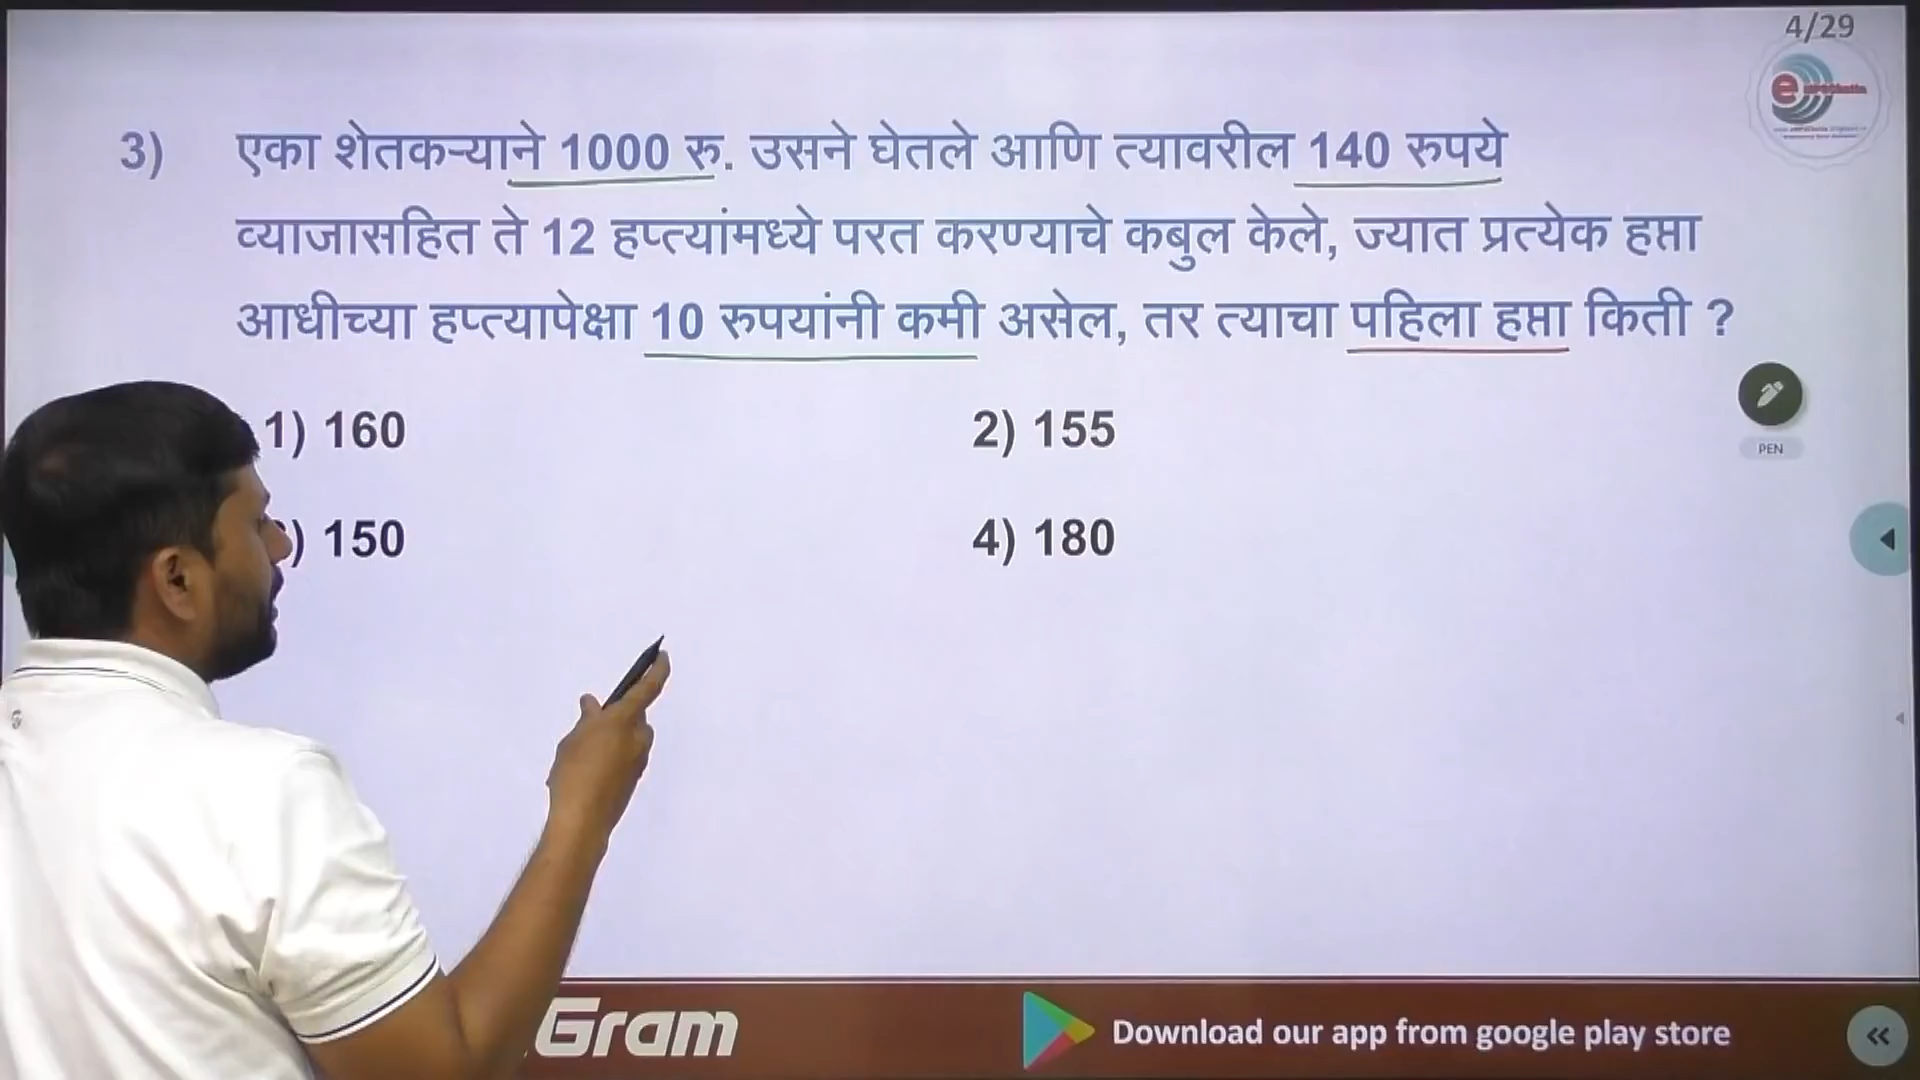 4/29
3) एका शेतकऱ्याने 1000 रु. उसने घेतले आणि त्यावरील 140 रुपये
व्याजासहित ते 12 हप्त्यांमध्ये परत करण्याचे कबुल केले, ज्यात प्रत्येक हप्ता
आधीच्या हप्त्यापेक्षा 10 रुपयांनी कमी असेल, तर त्याचा पहिला हप्ता किती ?
1) 160 2) 155
) 150 4) 180
PEN
Gram
Download our app from google play store